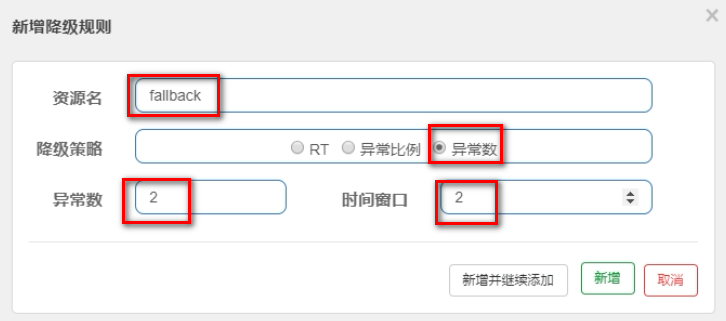 新增降级规则 ×
资源名 fallback
降级策略 RT 异常比例 异常数
异常数 2 时间窗口 2
新增并继续添加 新增 取消